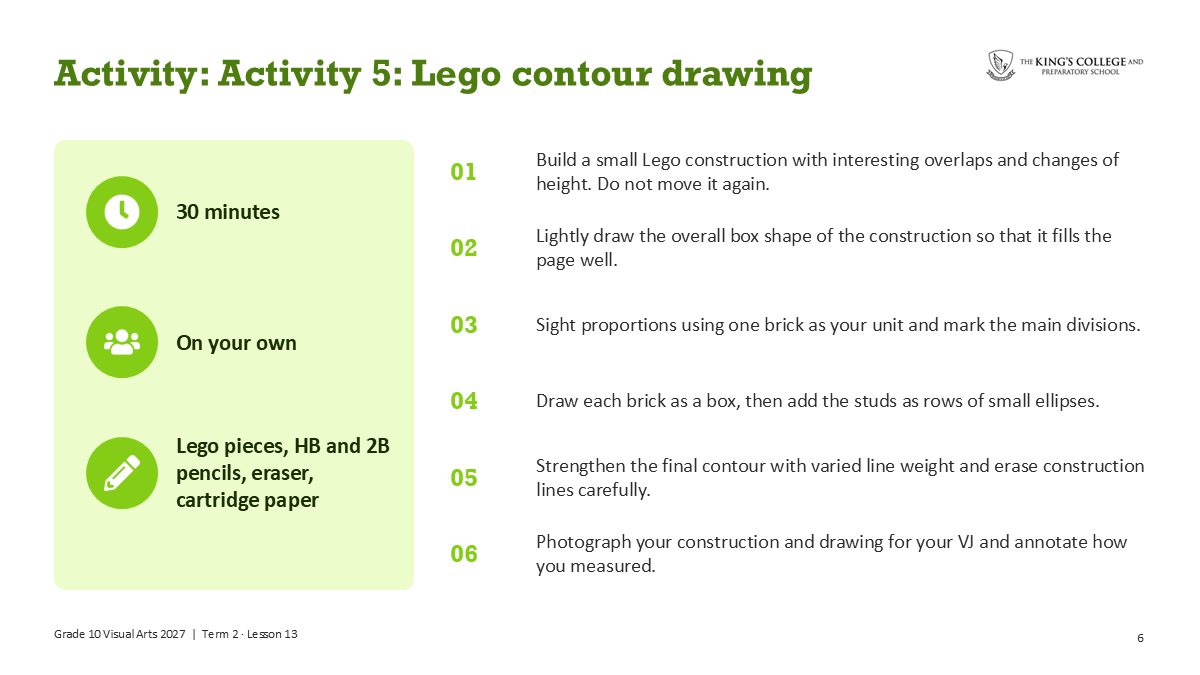 Activity: Activity 5: Lego contour drawing
THE KING'S COLLEGE AND
PREPARATORY SCHOOL
30 minutes
On your own
Lego pieces, HB and 2B
pencils, eraser,
cartridge paper
01
Build a small Lego construction with interesting overlaps and changes of
height. Do not move it again.
02
Lightly draw the overall box shape of the construction so that it fills the
page well.
03
Sight proportions using one brick as your unit and mark the main divisions.
04
Draw each brick as a box, then add the studs as rows of small ellipses.
05
Strengthen the final contour with varied line weight and erase construction
lines carefully.
06
Photograph your construction and drawing for your VJ and annotate how
you measured.
Grade 10 Visual Arts 2027 | Term 2 · Lesson 13
6